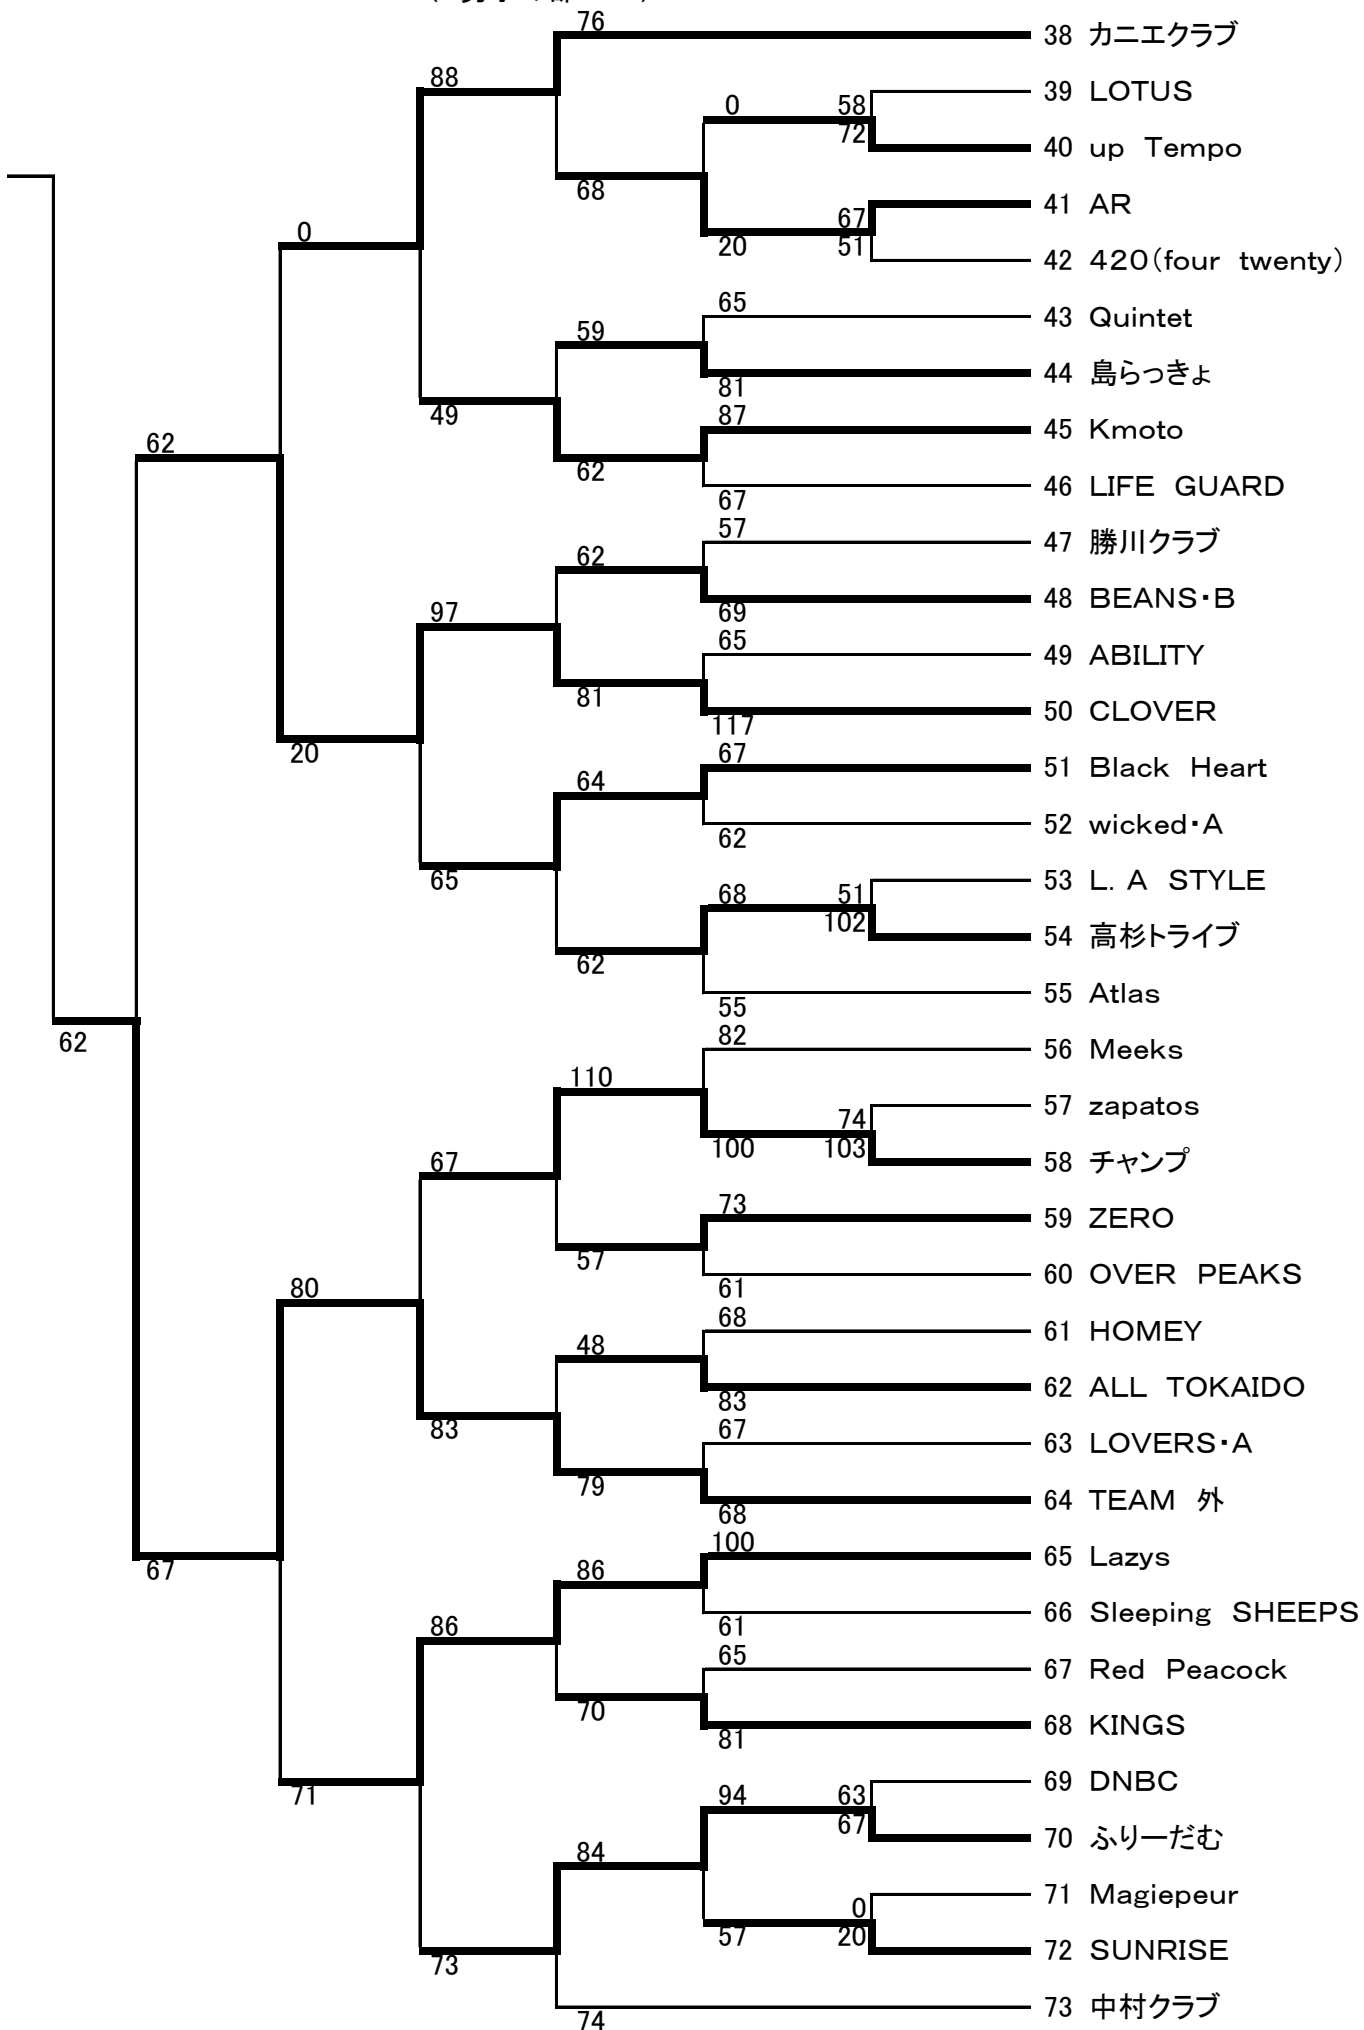 76
38 カニエクラブ
88
39 LOTUS
0 58
72
40 up Tempo
68
41 AR
67
0
20 51
42 420(four twenty)
65
43 Quintet
59
44 島らっきょ
81
49
87
45 Kmoto
62
62
46 LIFE GUARD
67
57
47 勝川クラブ
62
48 BEANS・B
97
69
65
49 ABILITY
81
50 CLOVER
117
20
67
51 Black Heart
64
52 wicked・A
62
65
53 L. A STYLE
68 51
102
54 高杉トライブ
62
55 Atlas
55
62
82
56 Meeks
110
57 zapatos
74
100 103
58 チャンプ
67
73
59 ZERO
57
60 OVER PEAKS
80
61
68
61 HOMEY
48
62 ALL TOKAIDO
83
83
67
63 LOVERS・A
79
64 TEAM 外
68
100
65 Lazys
67
86
66 Sleeping SHEEPS
86
61
65
67 Red Peacock
70
68 KINGS
81
69 DNBC
71
94 63
67
70 ふりーだむ
84
71 Magiepeur
0
57 20
72 SUNRISE
73
73 中村クラブ
74